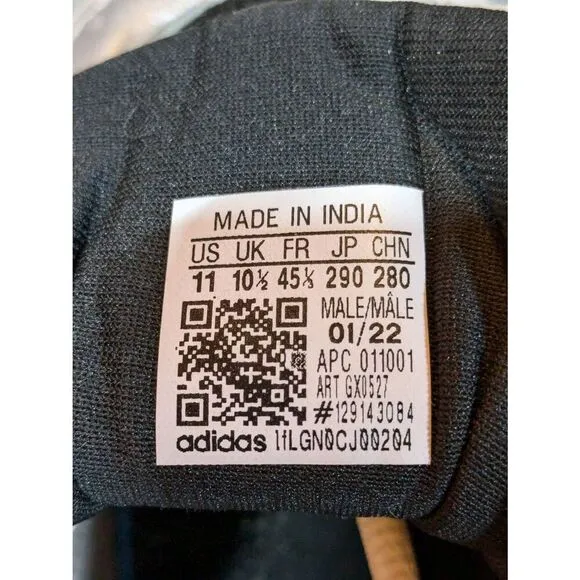 MADE IN INDIA
US UK FR JP CHN
11 10½ 45⅓ 290 280
MALE/MÂLE
01/22
APC 011001
ART GX0527
#129143084
adidas 1fLGN0CJ00204